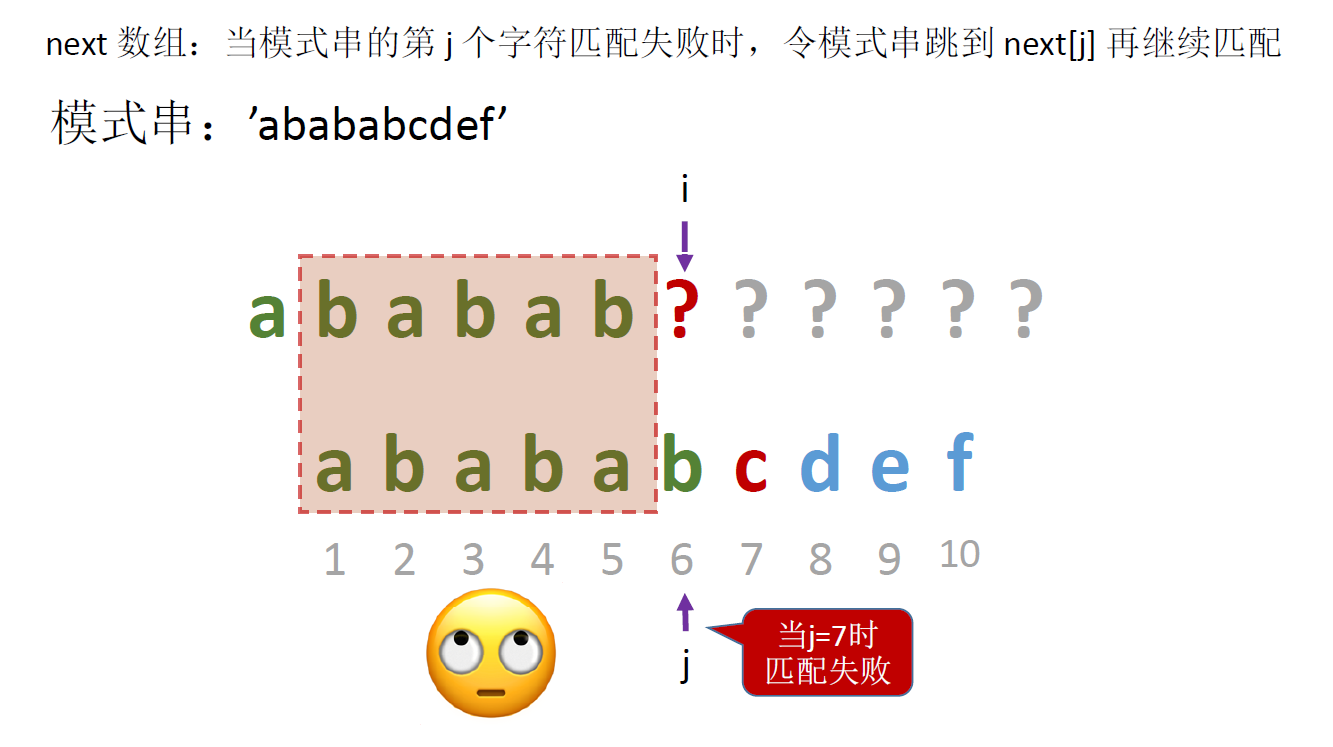 next 数组：当模式串的第 j 个字符匹配失败时，令模式串跳到 next[j] 再继续匹配
模式串：’abababcdef’
i
a b a b a b ? ? ? ? ? ?
a b a b a b c d e f
1 2 3 4 5 6 7 8 9 10
j
当j=7时
匹配失败